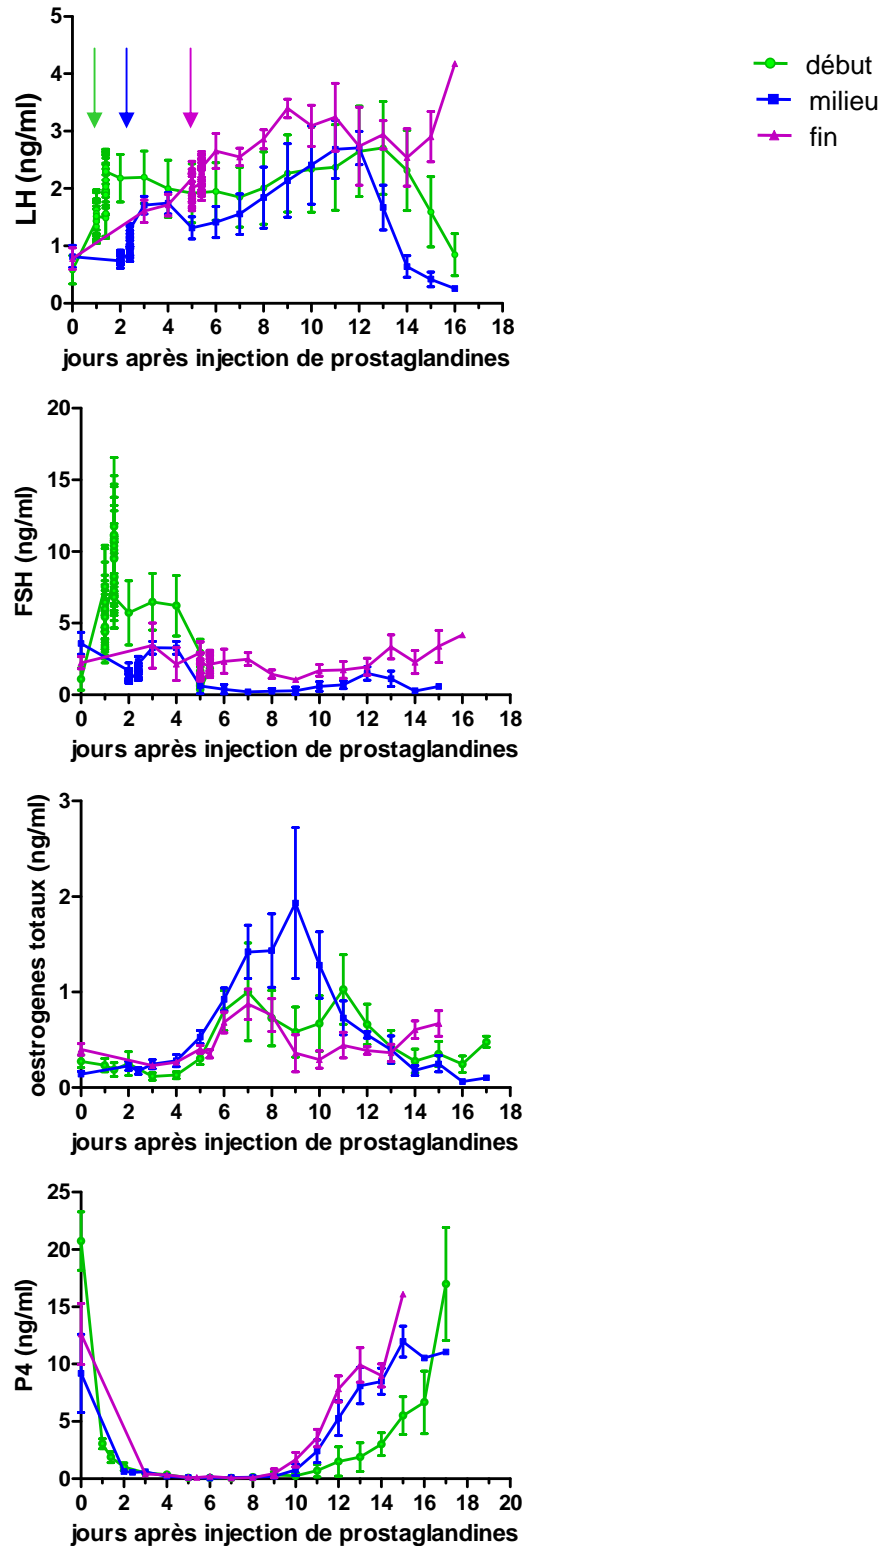 5
4
3
2
1
0
LH (ng/ml)
0 2 4 6 8 10 12 14 16 18
jours après injection de prostaglandines
début
milieu
fin
20
15
10
5
0
FSH (ng/ml)
0 2 4 6 8 10 12 14 16 18
jours après injection de prostaglandines
3
2
1
0
oestrogenes totaux (ng/ml)
0 2 4 6 8 10 12 14 16 18
jours après injection de prostaglandines
25
20
15
10
5
0
P4 (ng/ml)
0 2 4 6 8 10 12 14 16 18 20
jours après injection de prostaglandines